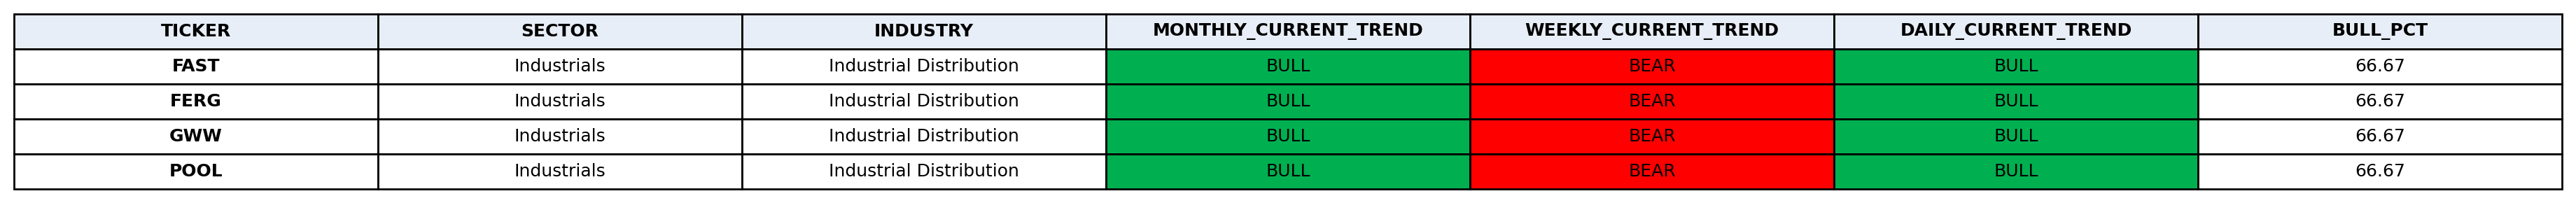 TICKER SECTOR INDUSTRY MONTHLY_CURRENT_TREND WEEKLY_CURRENT_TREND DAILY_CURRENT_TREND BULL_PCT
FAST Industrials Industrial Distribution BULL BEAR BULL 66.67
FERG Industrials Industrial Distribution BULL BEAR BULL 66.67
GWW Industrials Industrial Distribution BULL BEAR BULL 66.67
POOL Industrials Industrial Distribution BULL BEAR BULL 66.67